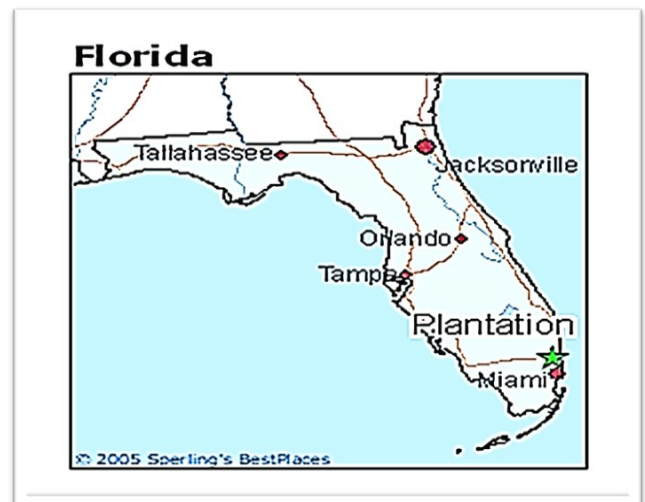 Florida
Tallahassee
Jacksonville
Orlando
Tampa
Plantation
Miami
© 2005 Sperling's BestPlaces